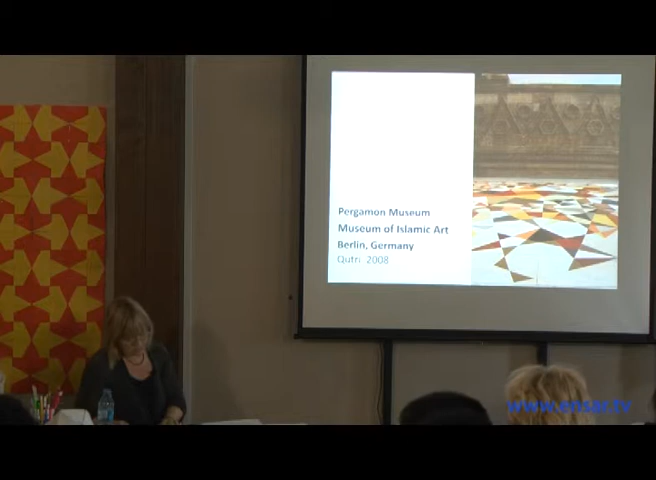 Pergamon Museum
Museum of Islamic Art
Berlin, Germany
Qutri 2008
www.ensar.tv